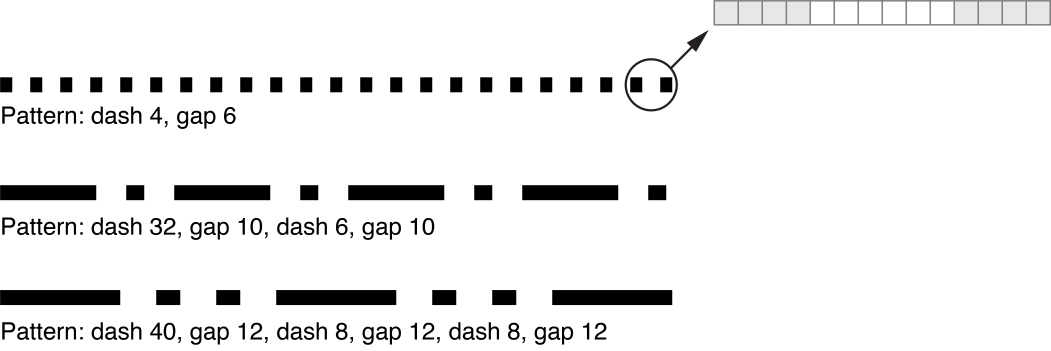 Pattern: dash 4, gap 6
Pattern: dash 32, gap 10, dash 6, gap 10
Pattern: dash 40, gap 12, dash 8, gap 12, dash 8, gap 12